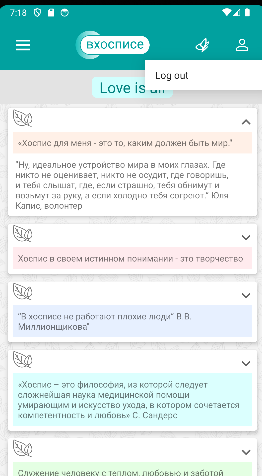 7:18
вхосписе
Log out
Love is all
«Хоспис для меня - это то, каким должен быть мир."
"Ну, идеальное устройство мира в моих глазах. Где
никто не оценивает, никто не осудит, где говоришь,
и тебя слышат, где, если страшно, тебя обнимут и
возьмут за руку, а если холодно тебя согреют." Юля
Капис, волонтер
Хоспис в своем истинном понимании - это творчество
"В хосписе не работают плохие люди" В.В.
Миллионщикова"
«Хоспис – это философия, из которой следует
сложнейшая наука медицинской помощи
умирающим и искусство ухода, в котором сочетается
компетентность и любовь» С. Сандерс
Служение человеку с теплом, любовью и заботой